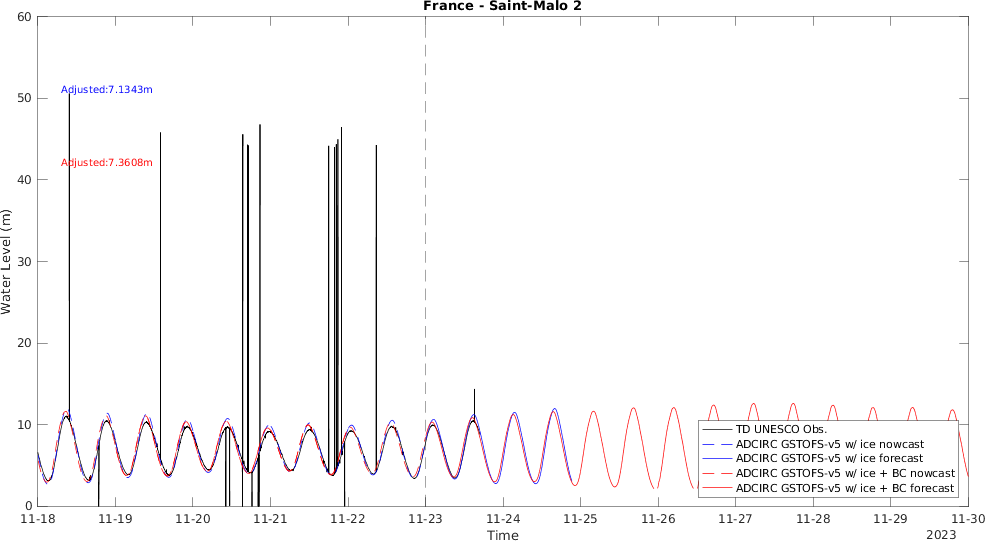 France - Saint-Malo 2
60
50
40
30
20
10
0
Water Level (m)
Adjusted:7.1343m
Adjusted:7.3608m
TD UNESCO Obs.
ADCIRC GSTOFS-v5 w/ ice nowcast
ADCIRC GSTOFS-v5 w/ ice forecast
ADCIRC GSTOFS-v5 w/ ice + BC nowcast
ADCIRC GSTOFS-v5 w/ ice + BC forecast
11-18 11-19 11-20 11-21 11-22 11-23 11-24 11-25 11-26 11-27 11-28 11-29 11-30
Time 2023